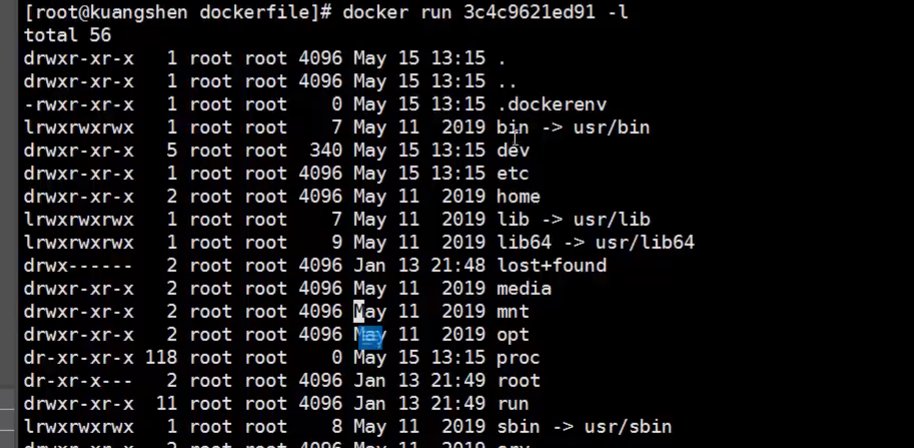 [root@kuangshen dockerfile]# docker run 3c4c9621ed91 -l
total 56
drwxr-xr-x   1 root root 4096 May 15 13:15 .
drwxr-xr-x   1 root root 4096 May 15 13:15 ..
-rwxr-xr-x   1 root root    0 May 15 13:15 .dockerenv
lrwxrwxrwx   1 root root    7 May 11  2019 bin -> usr/bin
drwxr-xr-x   5 root root  340 May 15 13:15 dev
drwxr-xr-x   1 root root 4096 May 15 13:15 etc
drwxr-xr-x   2 root root 4096 May 11  2019 home
lrwxrwxrwx   1 root root    7 May 11  2019 lib -> usr/lib
lrwxrwxrwx   1 root root    9 May 11  2019 lib64 -> usr/lib64
drwx------   2 root root 4096 Jan 13 21:48 lost+found
drwxr-xr-x   2 root root 4096 May 11  2019 media
drwxr-xr-x   2 root root 4096 May 11  2019 mnt
drwxr-xr-x   2 root root 4096 May 11  2019 opt
dr-xr-xr-x 118 root root    0 May 15 13:15 proc
dr-xr-x---   2 root root 4096 Jan 13 21:49 root
drwxr-xr-x  11 root root 4096 Jan 13 21:49 run
lrwxrwxrwx   1 root root    8 May 11  2019 sbin -> usr/sbin